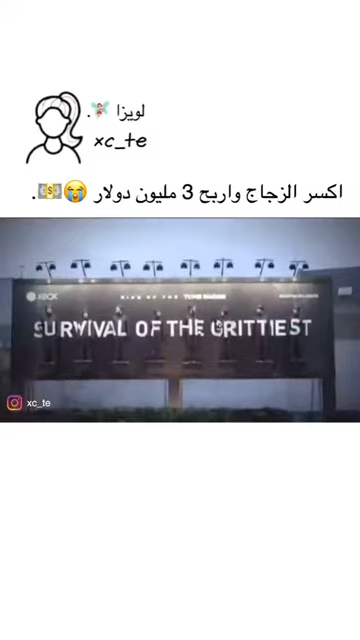 لويزا 🧚🏻‍♀️.
xc_te
اكسر الزجاج واربح 3 مليون دولار 😭💵.
XBOX
RISE OF THE TOMB RAIDER
SURVIVAL OF THE GRITTIEST
xc_te